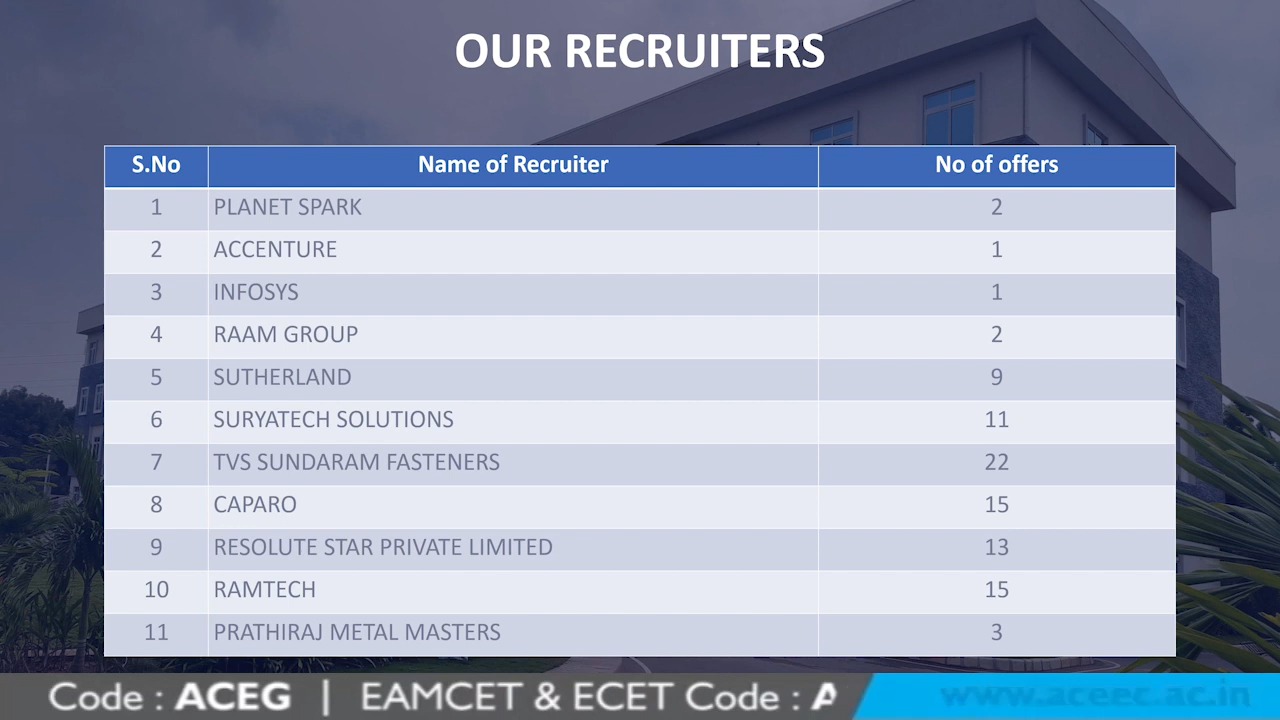 OUR RECRUITERS
S.No Name of Recruiter No of offers
1 PLANET SPARK 2
2 ACCENTURE 1
3 INFOSYS 1
4 RAAM GROUP 2
5 SUTHERLAND 9
6 SURYATECH SOLUTIONS 11
7 TVS SUNDARAM FASTENERS 22
8 CAPARO 15
9 RESOLUTE STAR PRIVATE LIMITED 13
10 RAMTECH 15
11 PRATHIRAJ METAL MASTERS 3
Code : ACEG | EAMCET & ECET Code : A www.aceec.ac.in